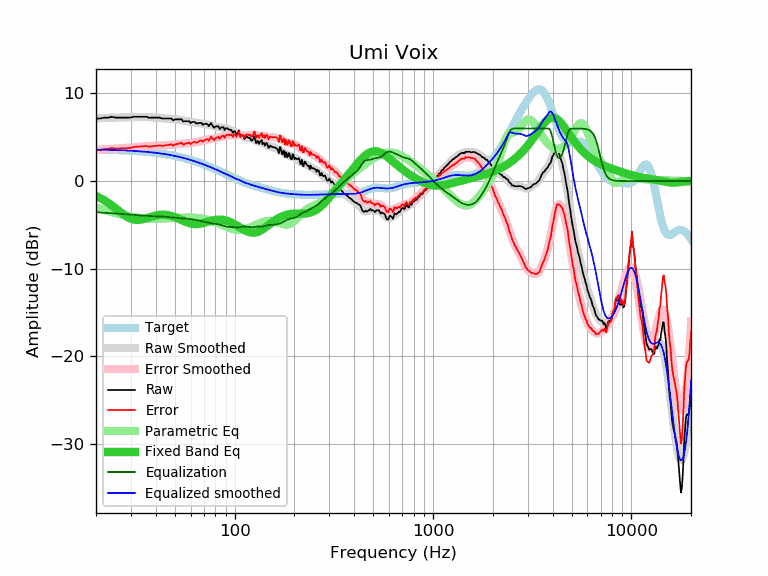 Umi Voix
Amplitude (dBr)
10
0
−10
−20
−30
Target
Raw Smoothed
Error Smoothed
Raw
Error
Parametric Eq
Fixed Band Eq
Equalization
Equalized smoothed
100
1000
10000
Frequency (Hz)